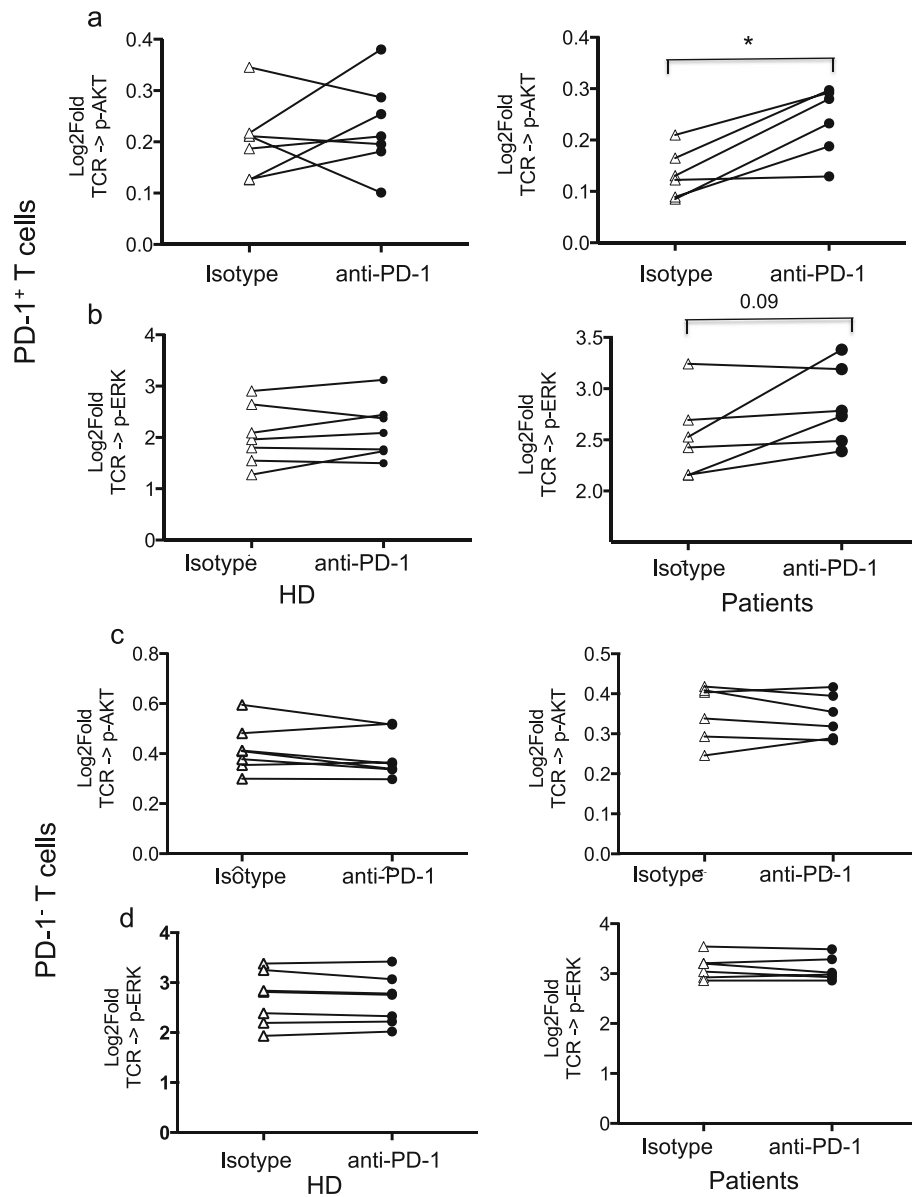 PD-1+ T cells
a
Log2Fold
TCR -> p-AKT
0.4
0.3
0.2
0.1
0.0
Isotype
anti-PD-1
Log2Fold
TCR -> p-AKT
0.4
0.3
0.2
0.1
0.0
*
Isotype
anti-PD-1
b
Log2Fold
TCR -> p-ERK
4
3
2
1
0
Isotype
anti-PD-1
HD
Log2Fold
TCR -> p-ERK
3.5
3.0
2.5
2.0
0.09
Isotype
anti-PD-1
Patients
PD-1- T cells
c
Log2Fold
TCR -> p-AKT
0.8
0.6
0.4
0.2
0.0
Isotype
anti-PD-1
Log2Fold
TCR -> p-AKT
0.5
0.4
0.3
0.2
0.1
0.0
Isotype
anti-PD-1
d
Log2Fold
TCR -> p-ERK
4
3
2
1
0
Isotype
anti-PD-1
HD
Log2Fold
TCR -> p-ERK
4
3
2
1
0
Isotype
anti-PD-1
Patients